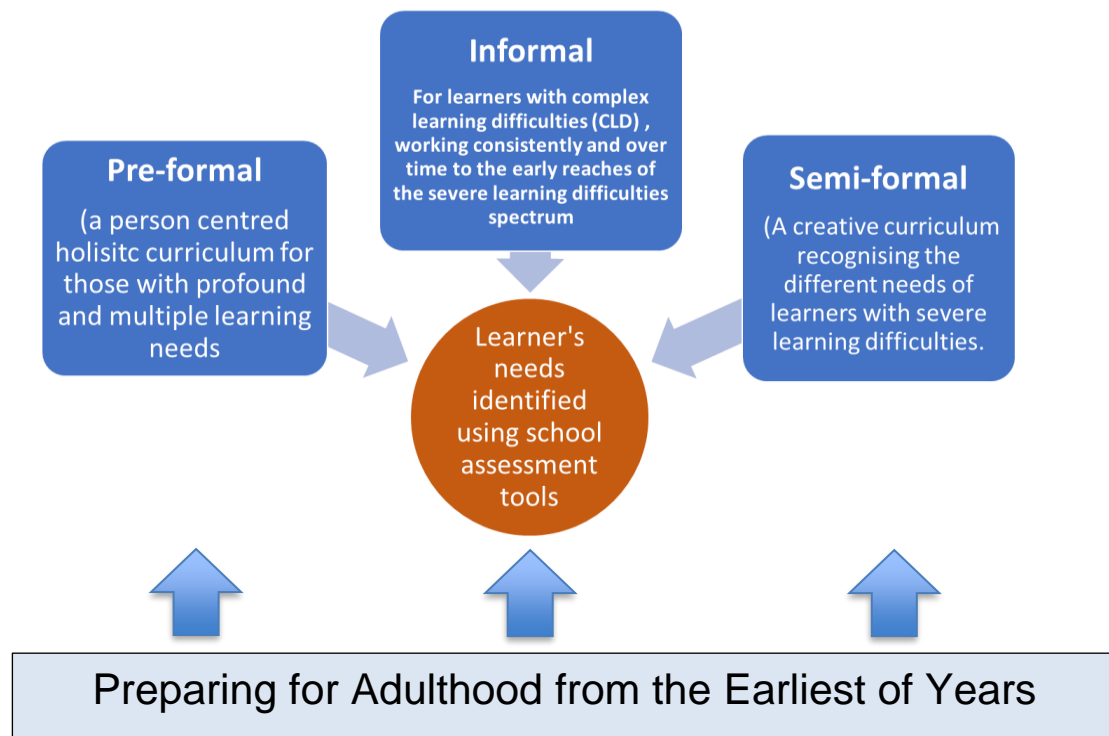 Informal
For learners with complex
learning difficulties (CLD) ,
working consistently and over
time to the early reaches of
the severe learning difficulties
spectrum
Pre-formal
(a person centred
holisitc curriculum for
those with profound
and multiple learning
needs
Semi-formal
(A creative curriculum
recognising the
different needs of
learners with severe
learning difficulties.
Learner's
needs
identified
using school
assessment
tools
Preparing for Adulthood from the Earliest of Years